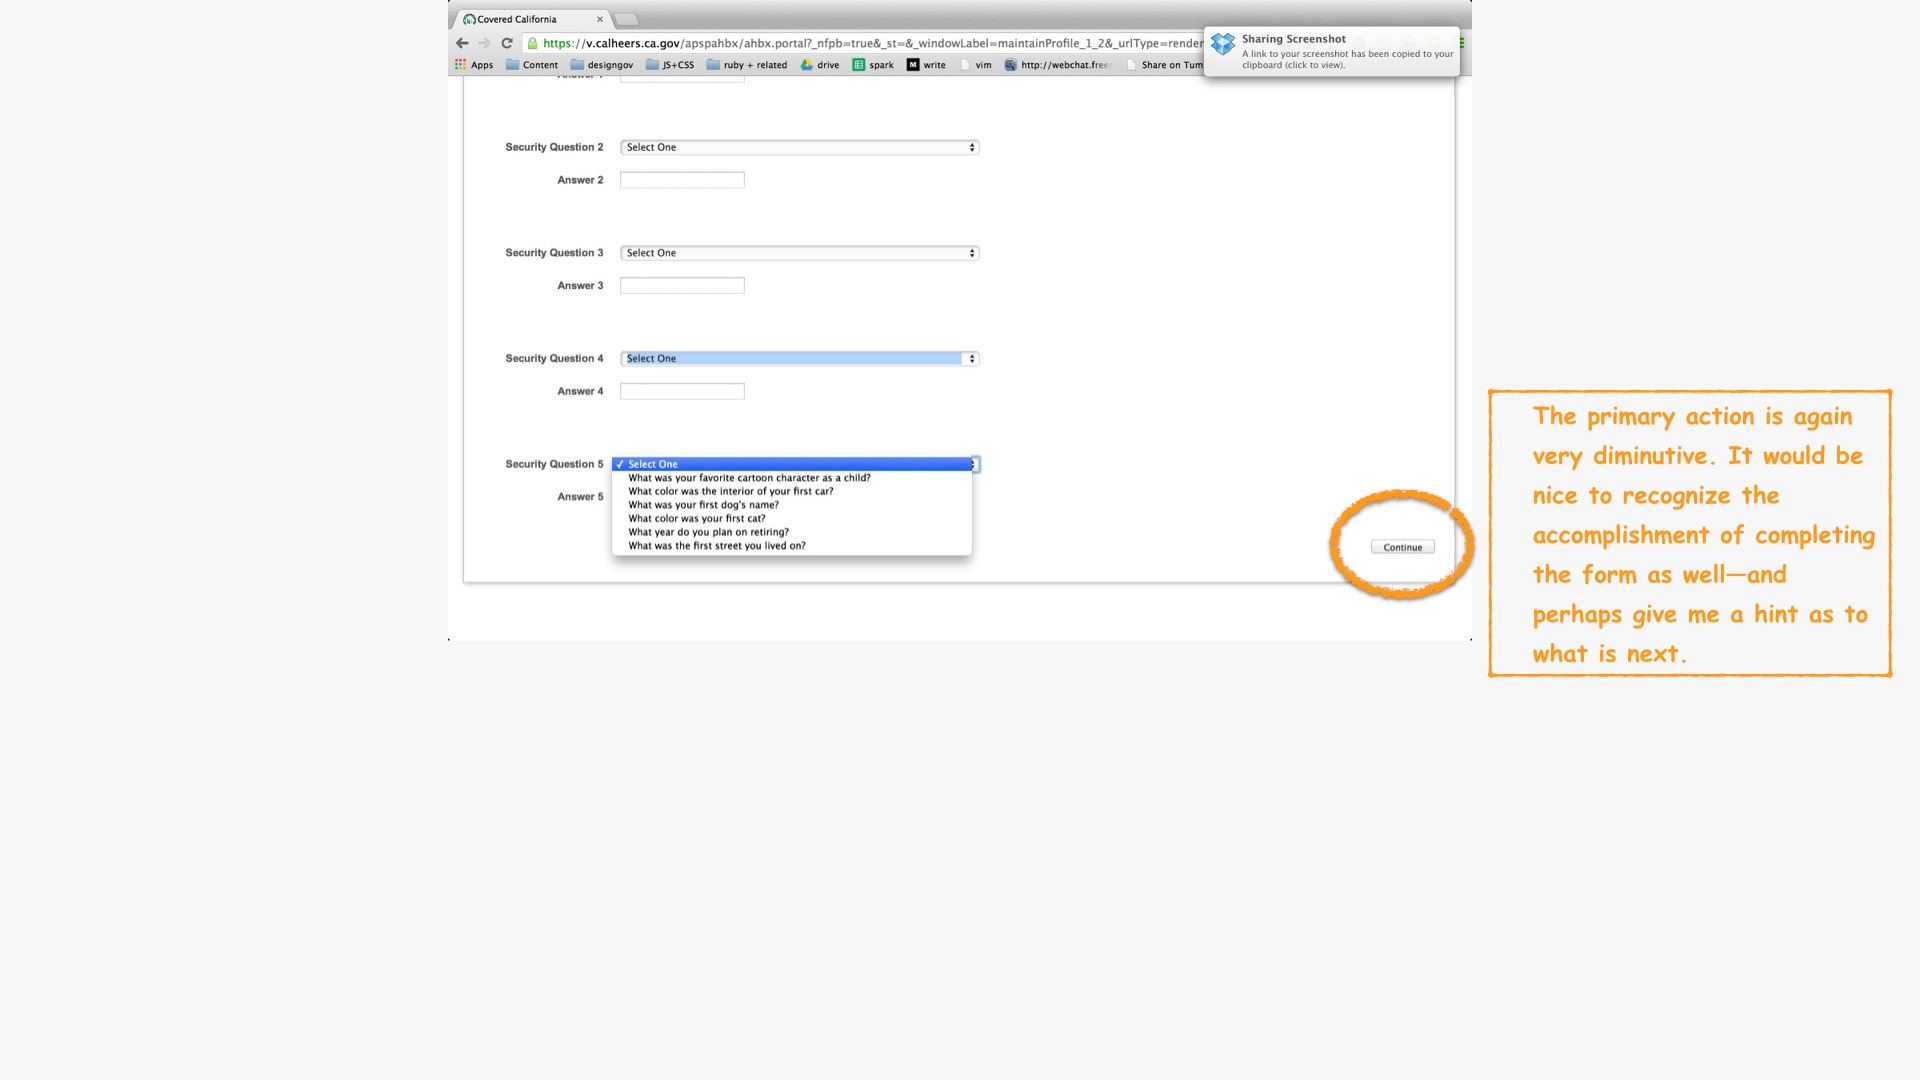 Covered California
https://v.calheers.ca.gov/apspahbx/ahbx.portal?_nfpb=true&_st=&_windowLabel=maintainProfile_1_2&_urlType=render
Sharing Screenshot
A link to your screenshot has been copied to your
clipboard (click to view).
Apps Content designgov JS+CSS ruby + related drive spark write vim http://webchat.free Share on Tum
Security Question 2 Select One
Answer 2
Security Question 3 Select One
Answer 3
Security Question 4 Select One
Answer 4
Security Question 5 ✓ Select One
What was your favorite cartoon character as a child?
What color was the interior of your first car?
Answer 5
What was your first dog's name?
What color was your first cat?
What year do you plan on retiring?
What was the first street you lived on?
Continue
The primary action is again
very diminutive. It would be
nice to recognize the
accomplishment of completing
the form as well—and
perhaps give me a hint as to
what is next.